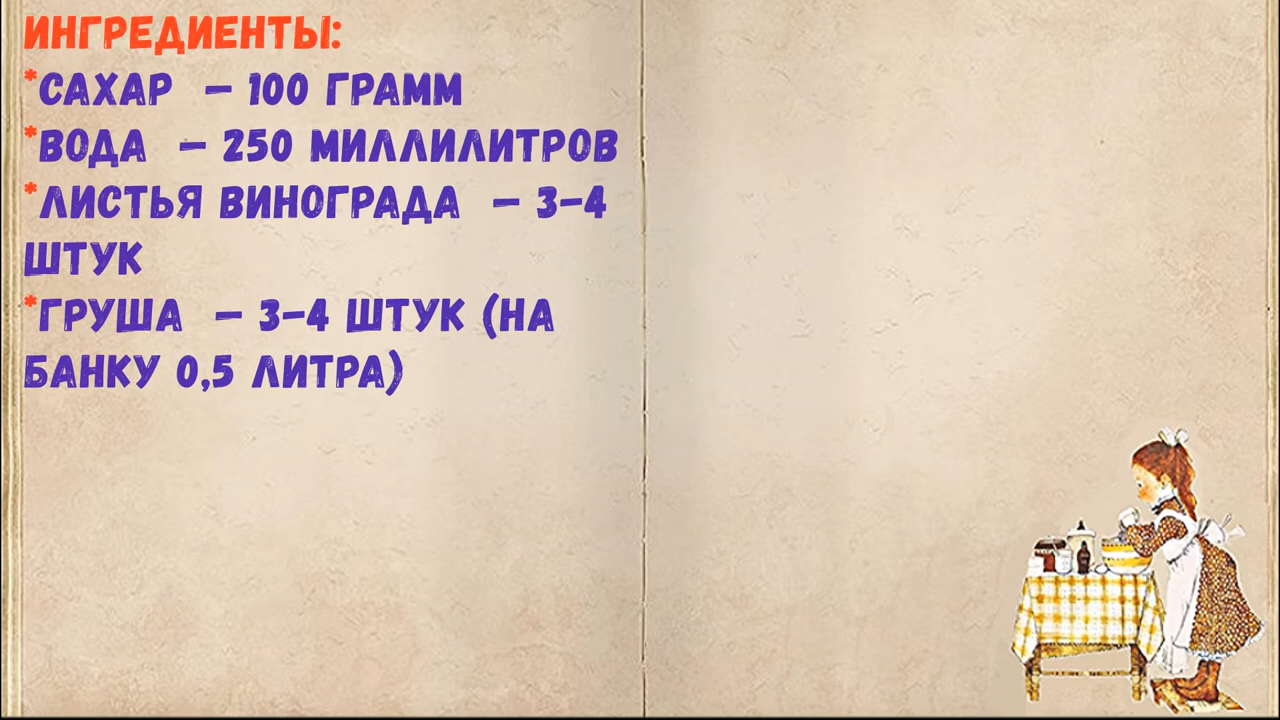 ИНГРЕДИЕНТЫ:
*САХАР – 100 ГРАММ
*ВОДА – 250 МИЛЛИЛИТРОВ
*ЛИСТЬЯ ВИНОГРАДА – 3-4
ШТУК
*ГРУША – 3-4 ШТУК (НА
БАНКУ 0,5 ЛИТРА)